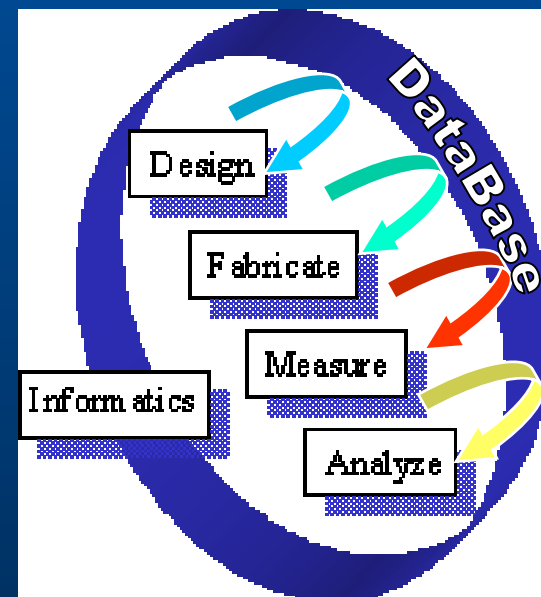 DataBase
Design
Fabricate
Measure
Informatics
Analyze